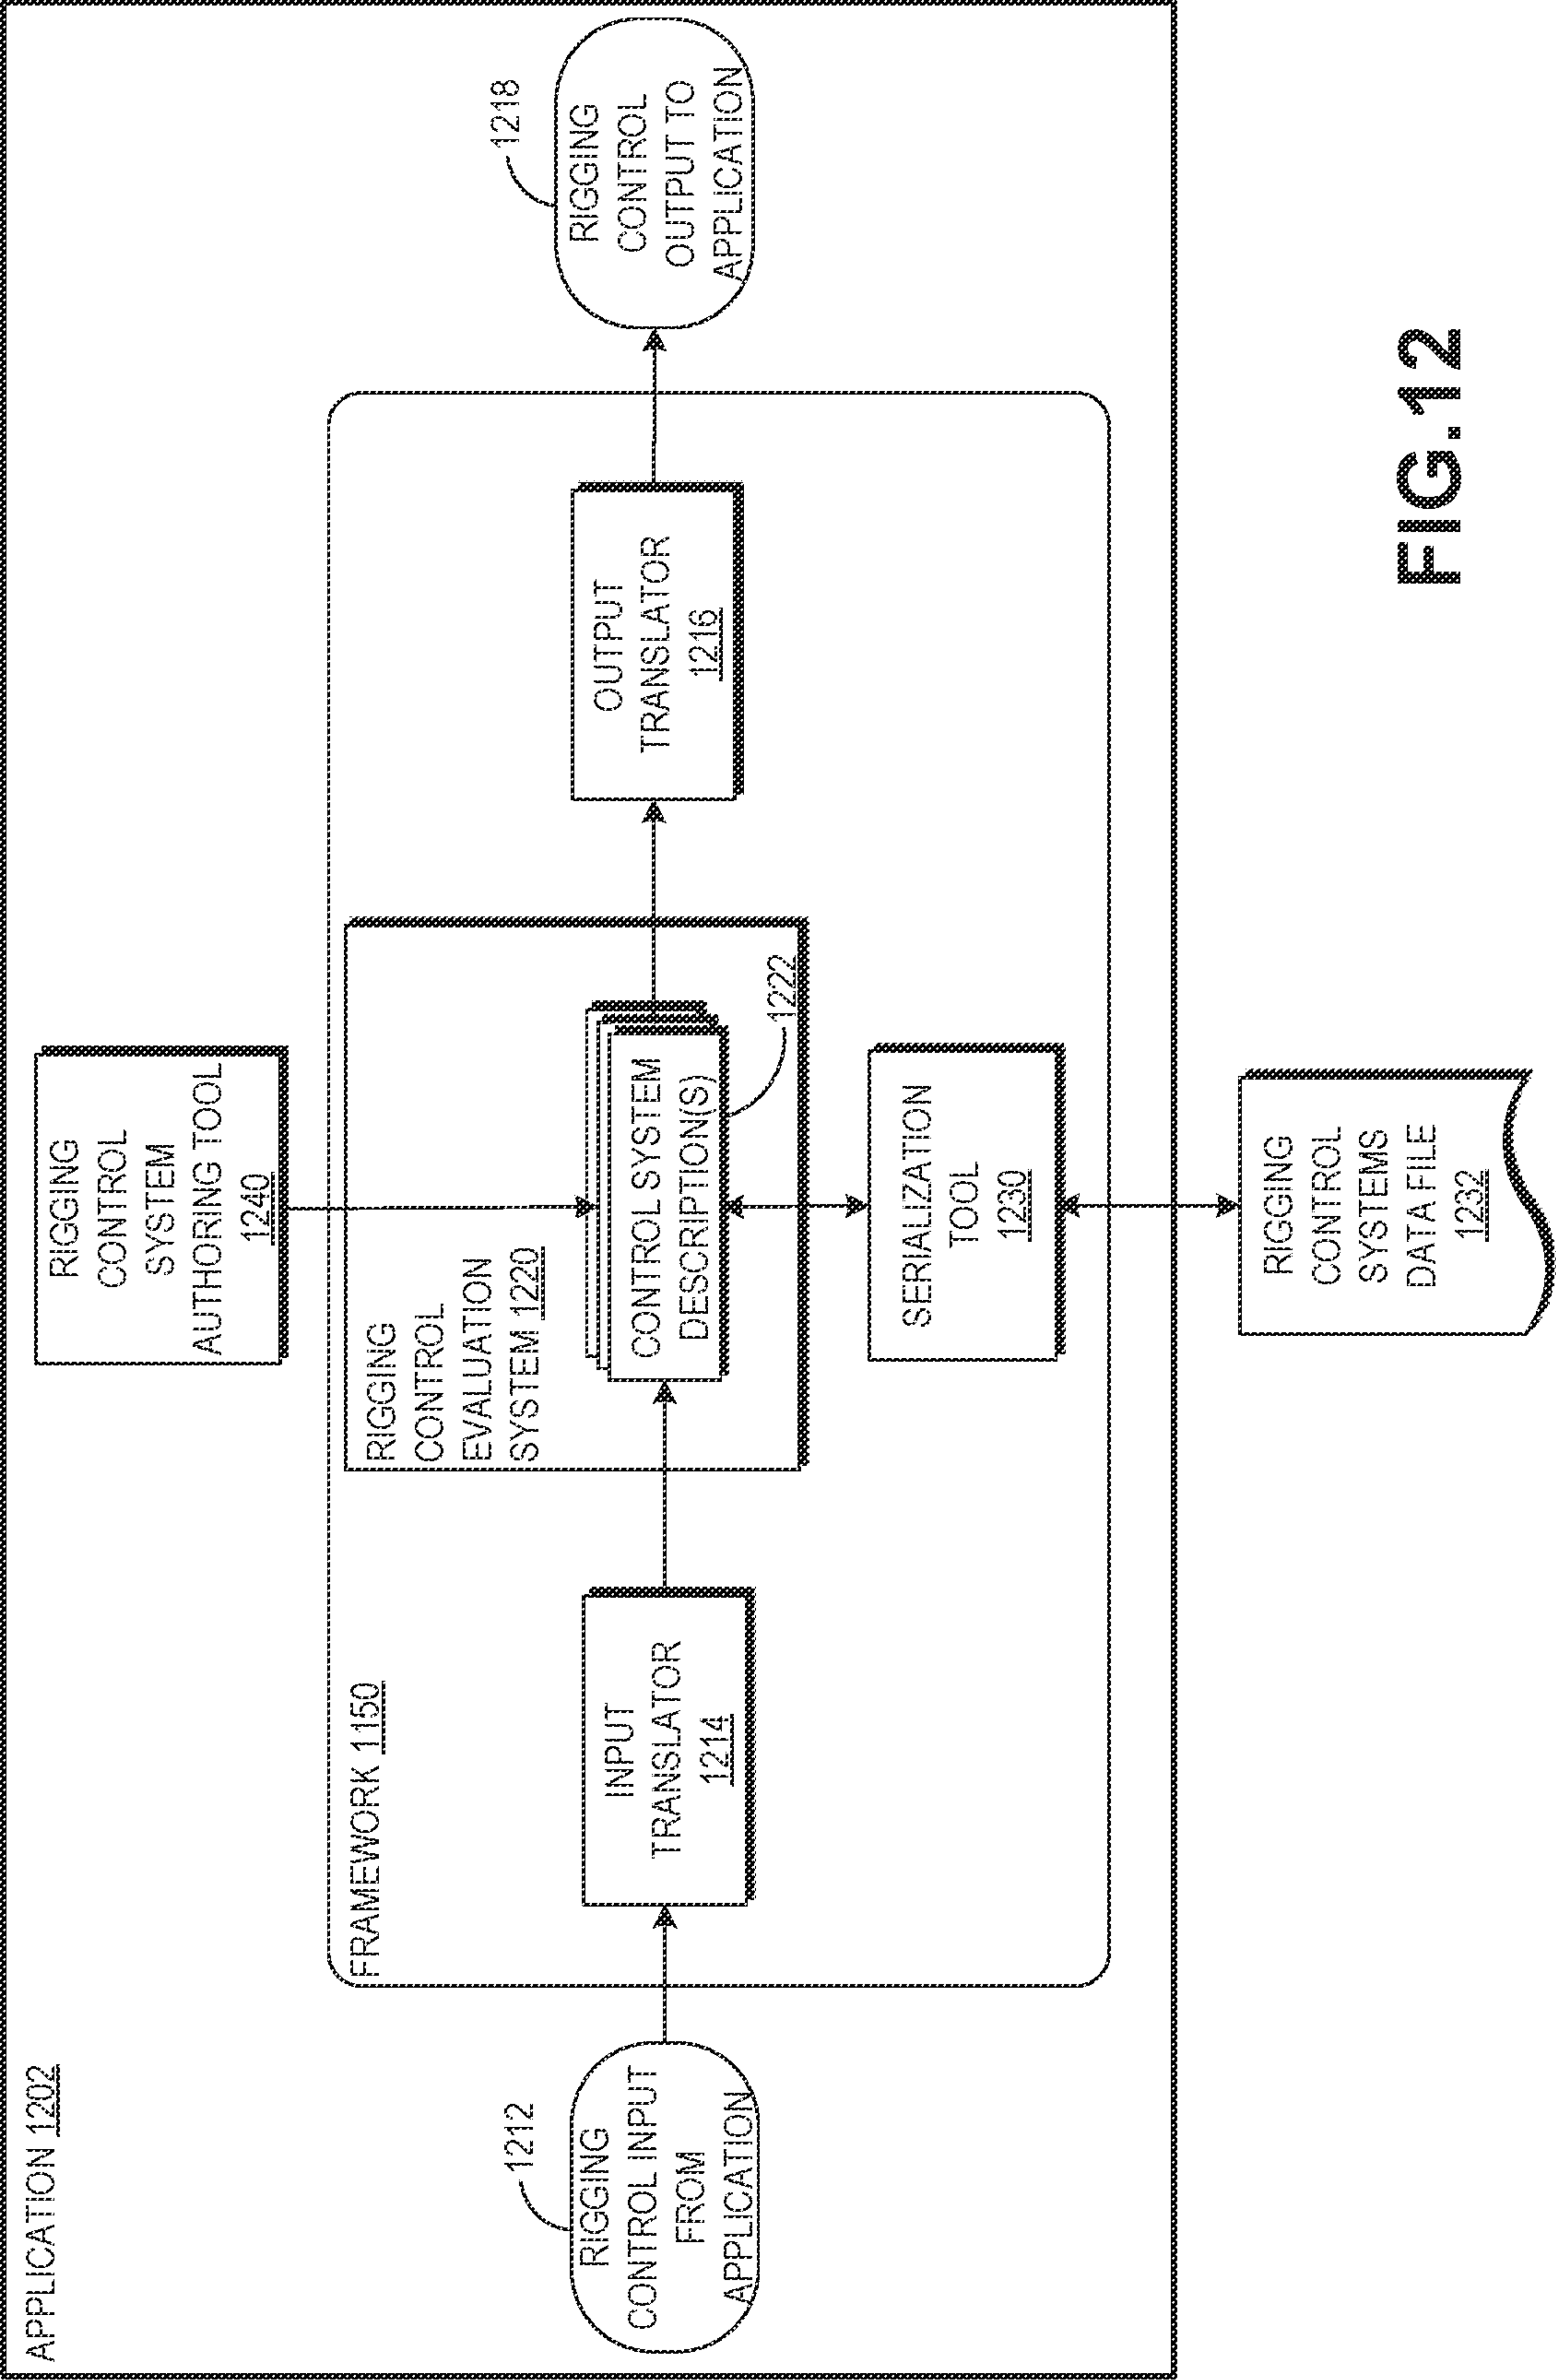 APPLICATION 1202
RIGGING
CONTROL
SYSTEM
AUTHORING TOOL
1240
FRAMEWORK 1150
RIGGING
CONTROL
EVALUATION
SYSTEM 1220
1212
RIGGING
CONTROL INPUT
FROM
APPLICATION
INPUT
TRANSLATOR
1214
CONTROL SYSTEM
DESCRIPTION(S)
1222
OUTPUT
TRANSLATOR
1216
1218
RIGGING
CONTROL
OUTPUT TO
APPLICATION
SERIALIZATION
TOOL
1230
RIGGING
CONTROL
SYSTEMS
DATA FILE
1232
FIG.12